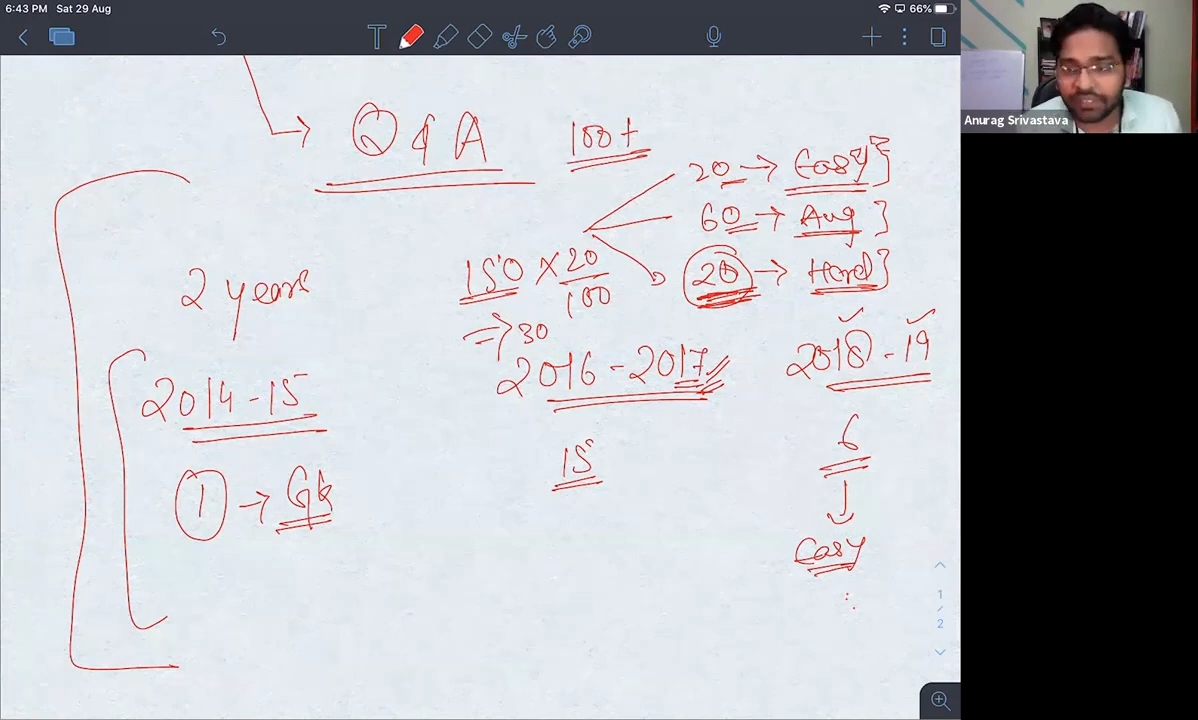 6:43 PM Sat 29 Aug
66%
T
Anurag Srivastava
Q & A
100+
20 → Easy
60 → Avg
20 → Hard
150 × 20/100
⇒ 30
2 years
2014-15
2016-2017
2018-19
1 → Gk
15
6
Easy
1
/
2